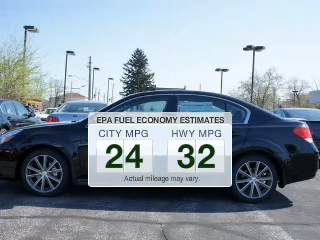 EPA FUEL ECONOMY ESTIMATES
CITY MPG HWY MPG
24 32
Actual mileage may vary.